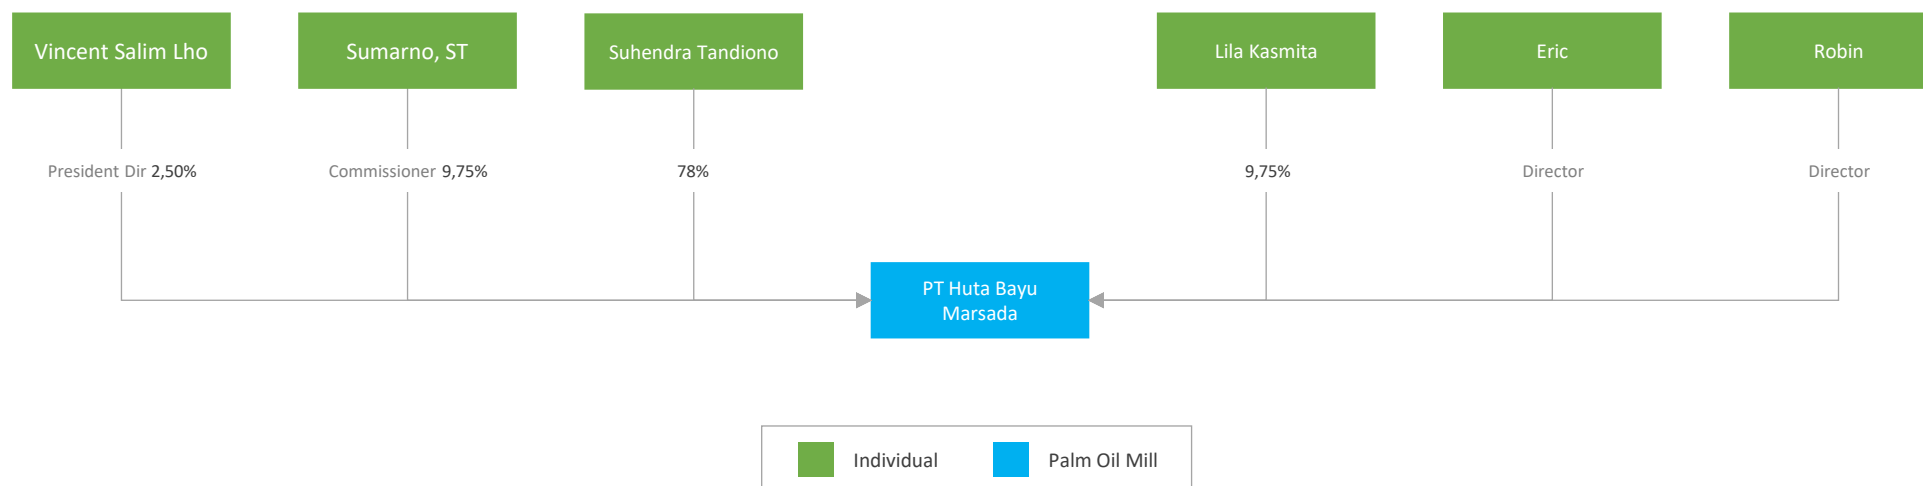 Vincent Salim Lho
Sumarno, ST
Suhendra Tandiono
Lila Kasmita
Eric
Robin
President Dir 2,50%
Commissioner 9,75%
78%
9,75%
Director
Director
PT Huta Bayu
Marsada
Individual
Palm Oil Mill